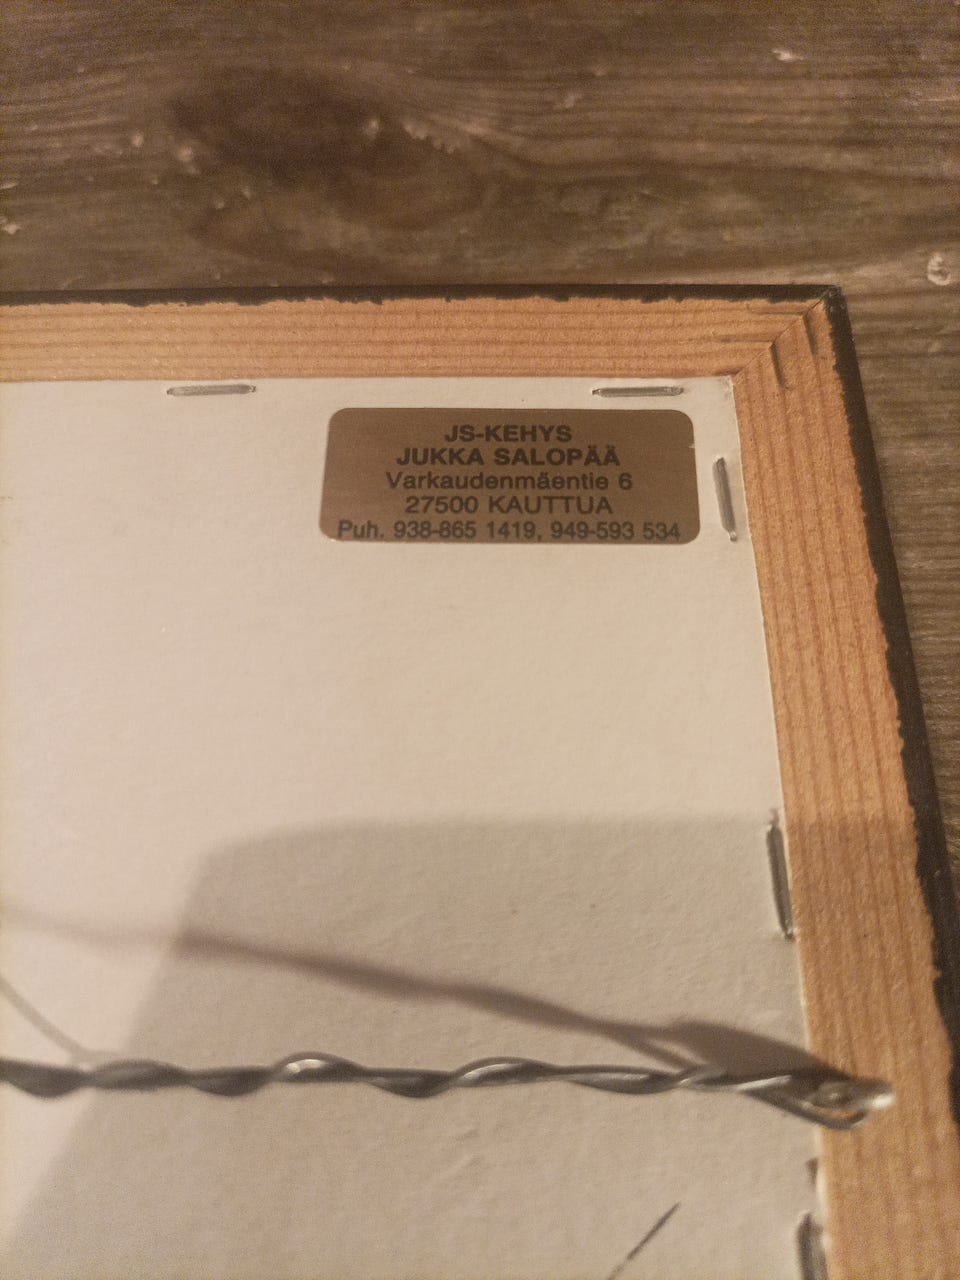 JS-KEHYS
JUKKA SALOPÄÄ
Varkaudenmäentie 6
27500 KAUTTUA
Puh. 938-865 1419, 949-593 534